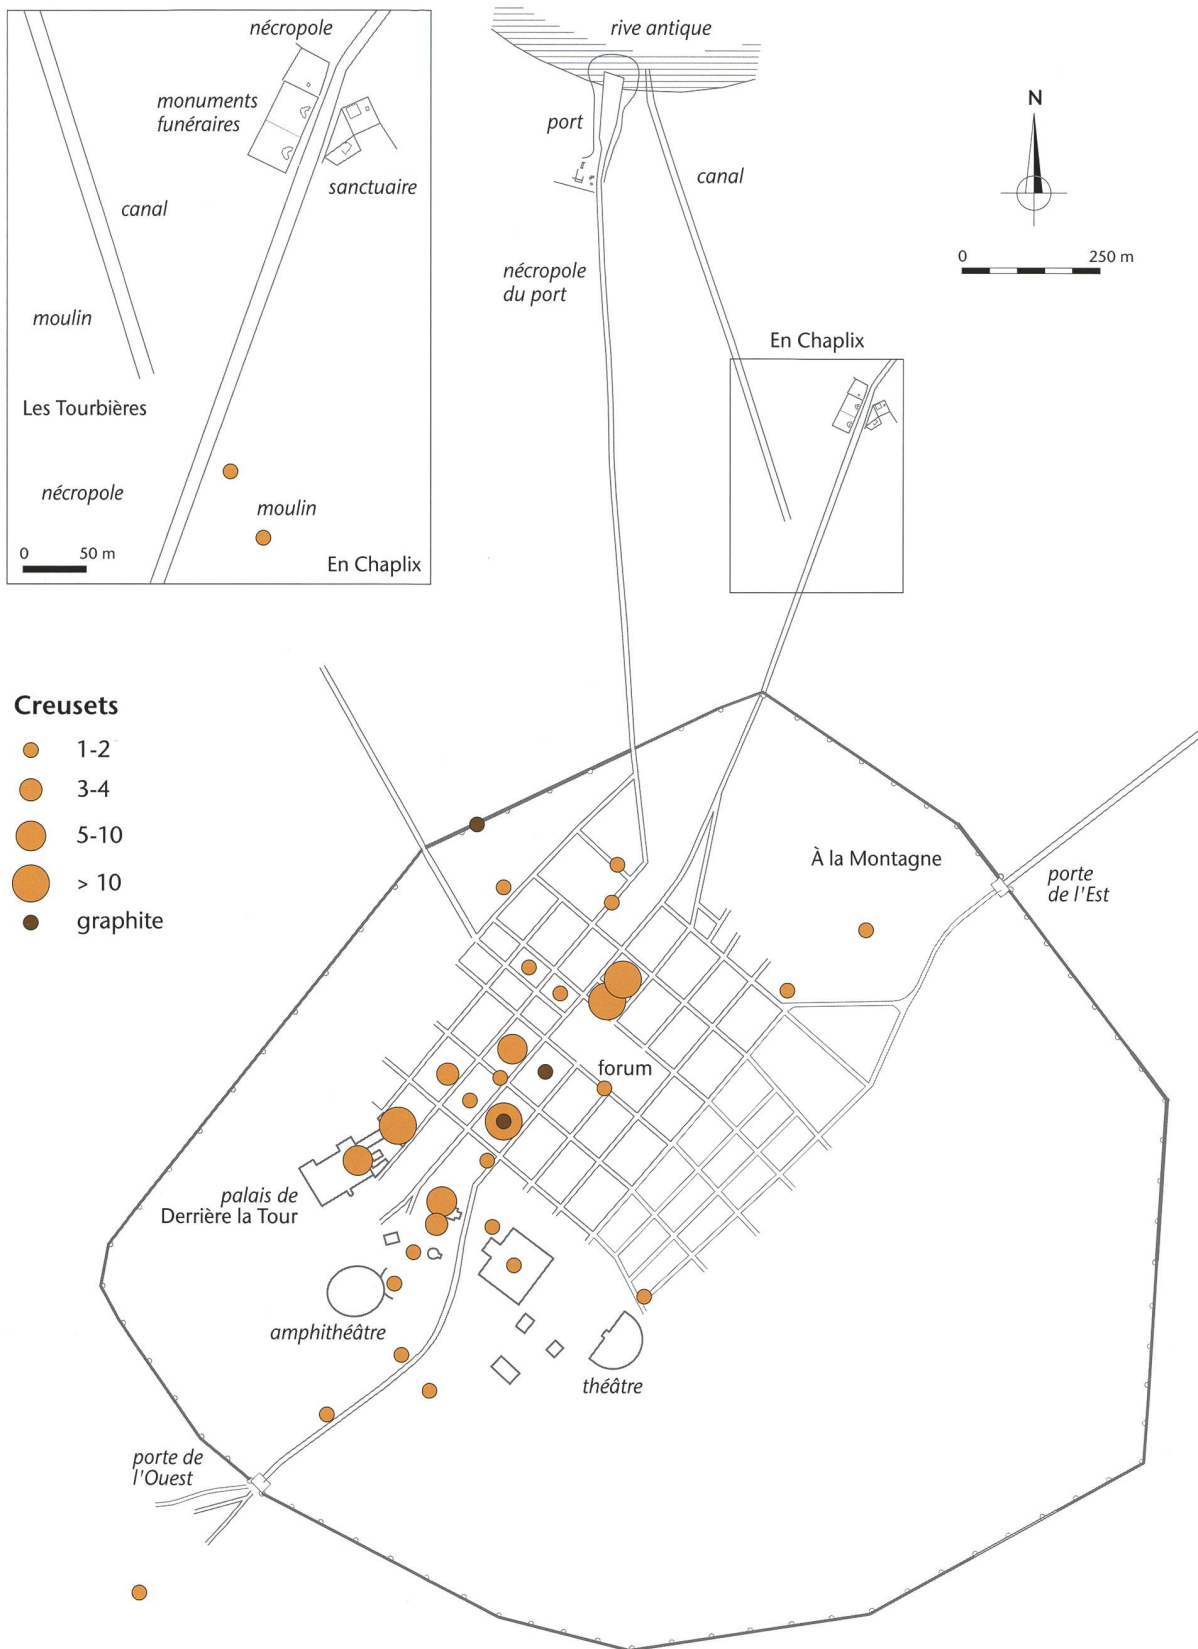 nécropole
monuments
funéraires
sanctuaire
canal
moulin
Les Tourbières
nécropole
moulin
0 50 m
En Chaplix
rive antique
port
canal
nécropole
du port
N
0 250 m
En Chaplix
Creusets
1-2
3-4
5-10
> 10
graphite
À la Montagne
porte
de l'Est
forum
palais de
Derrière la Tour
amphithéâtre
théâtre
porte de
l'Ouest